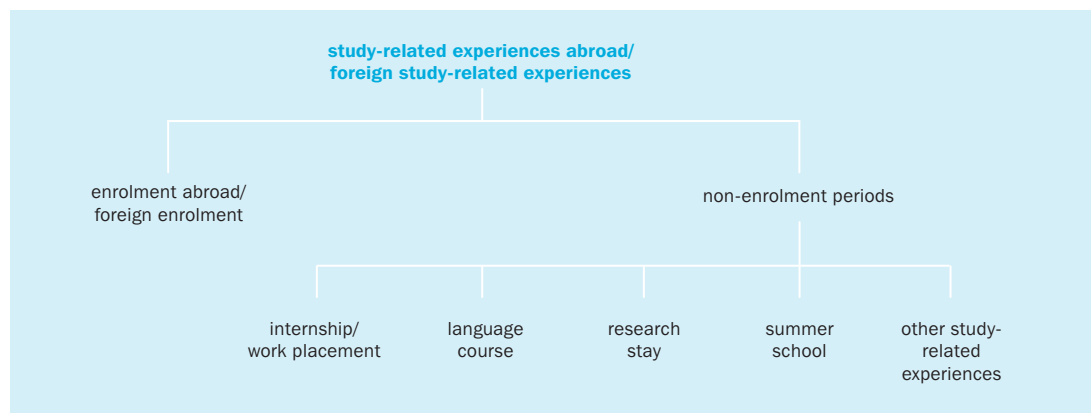 study-related experiences abroad/
foreign study-related experiences
enrolment abroad/
foreign enrolment
non-enrolment periods
internship/
work placement
language
course
research
stay
summer
school
other study-
related
experiences